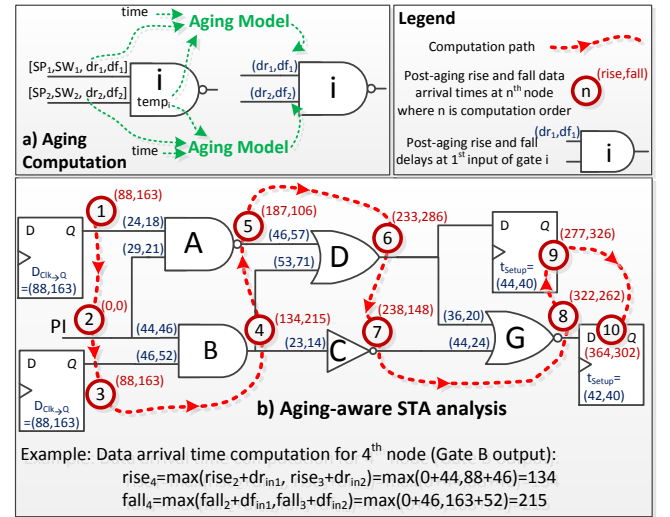 time
Aging Model
[SP1, SW1, dr1,df1]
[SP2, SW2, dr2,df2]
i
tempi
(dr1,df1)
(dr2,df2)
i
a) Aging
Computation
time
Aging Model
Legend
Computation path
Post-aging rise and fall data
arrival times at nth node
where n is computation order
(rise,fall)
n
Post-aging rise and fall
delays at 1st input of gate i
(dr1,df1)
i
1
(88,163)
D Q
DClk→Q
=(88,163)
(24,18)
(29,21)
A
5
(187,106)
(46,57)
(53,71)
D
6
(233,286)
D Q
tSetup=
(44,40)
9
(277,326)
2
(0,0)
PI
(44,46)
(46,52)
B
4
(134,215)
(23,14)
C
7
(238,148)
(36,20)
(44,24)
G
8
(322,262)
10
(364,302)
D Q
tSetup=
(42,40)
D Q
DClk→Q
=(88,163)
3
(88,163)
b) Aging-aware STA analysis
Example: Data arrival time computation for 4th node (Gate B output):
rise4=max(rise2+drin1, rise3+drin2)=max(0+44,88+46)=134
fall4=max(fall2+dfin1,fall3+dfin2)=max(0+46,163+52)=215